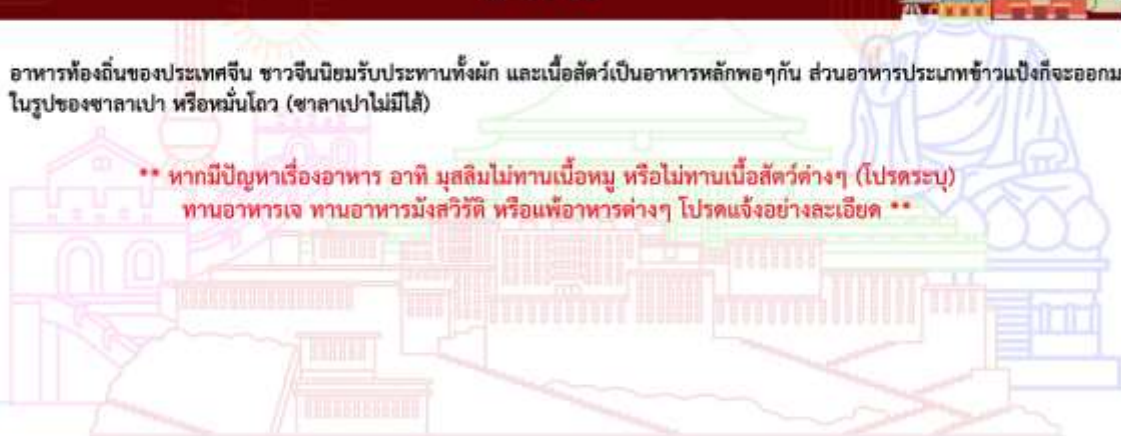 อาหารท้องถิ่นของประเทศจีน ชาวจีนนิยมรับประทานทั้งผัก และเนื้อสัตว์เป็นอาหารหลักพอๆกัน ส่วนอาหารประเภทข้าวแป้งก็จะออกม
ในรูปของซาลาเปา หรือหมั่นโถว (ซาลาเปาไม่มีไส้)
** หากมีปัญหาเรื่องอาหาร อาทิ มุสลิมไม่ทานเนื้อหมู หรือไม่ทานเนื้อสัตว์ต่างๆ (โปรดระบุ)
ทานอาหารเจ ทานอาหารมังสวิรัติ หรือแพ้อาหารต่างๆ โปรดแจ้งอย่างละเอียด **